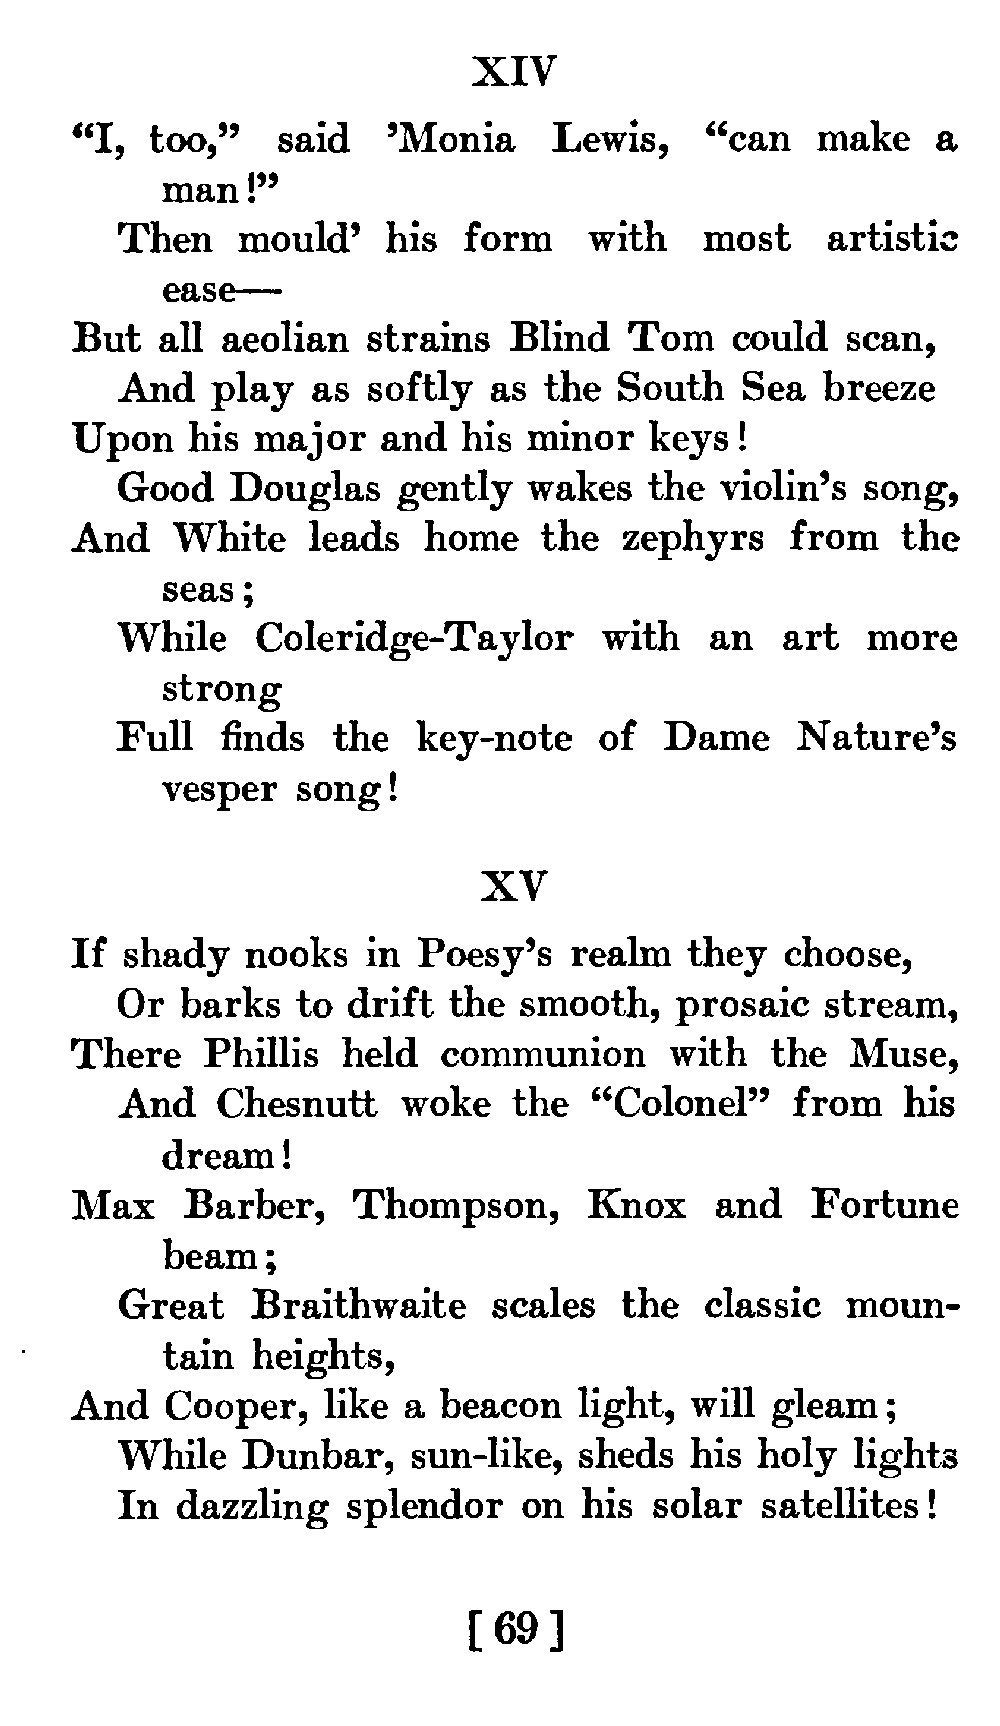 XIV
“I, too,” said ’Monia Lewis, “can make a
man!”
Then mould’ his form with most artistic
ease—
But all aeolian strains Blind Tom could scan,
And play as softly as the South Sea breeze
Upon his major and his minor keys!
Good Douglas gently wakes the violin’s song,
And White leads home the zephyrs from the
seas;
While Coleridge-Taylor with an art more
strong
Full finds the key-note of Dame Nature’s
vesper song!
XV
If shady nooks in Poesy’s realm they choose,
Or barks to drift the smooth, prosaic stream,
There Phillis held communion with the Muse,
And Chesnutt woke the “Colonel” from his
dream!
Max Barber, Thompson, Knox and Fortune
beam;
Great Braithwaite scales the classic moun-
tain heights,
And Cooper, like a beacon light, will gleam;
While Dunbar, sun-like, sheds his holy lights
In dazzling splendor on his solar satellites!
[ 69 ]